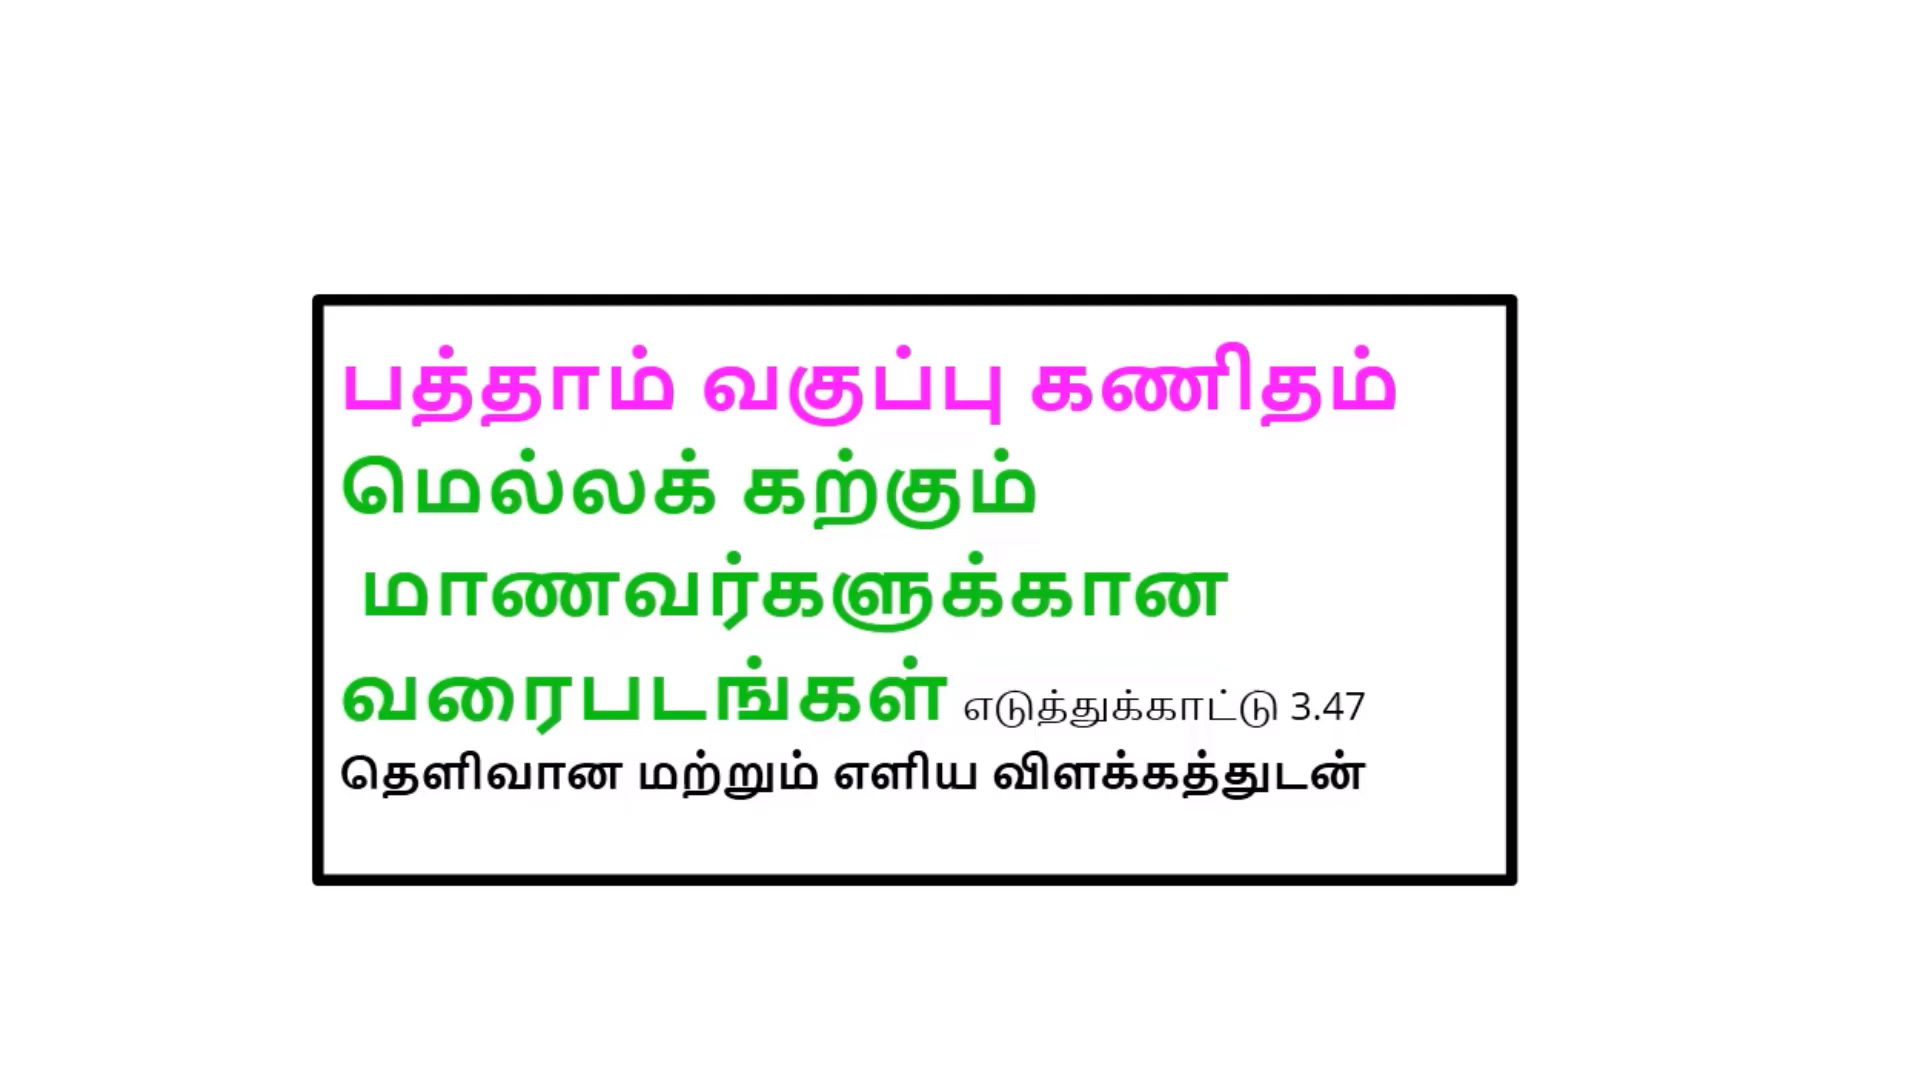 பத்தாம் வகுப்பு கணிதம்
மெல்லக் கற்கும்
மாணவர்களுக்கான
வரைபடங்கள் எடுத்துக்காட்டு 3.47
தெளிவான மற்றும் எளிய விளக்கத்துடன்